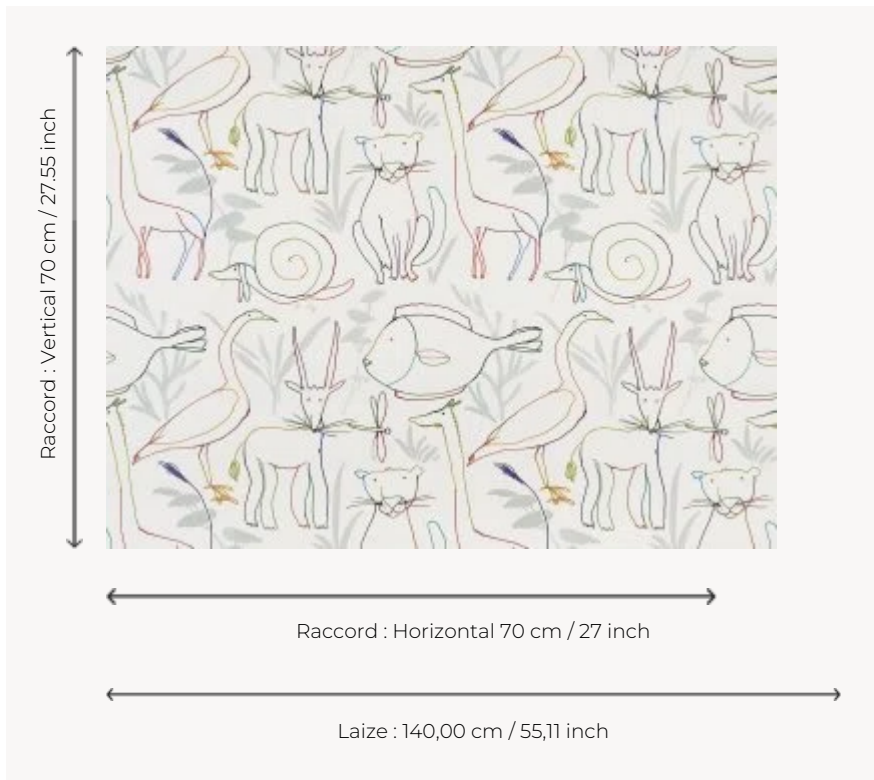 Raccord : Vertical 70 cm / 27.55 inch
Raccord : Horizontal 70 cm / 27 inch
Laize : 140,00 cm / 55,11 inch